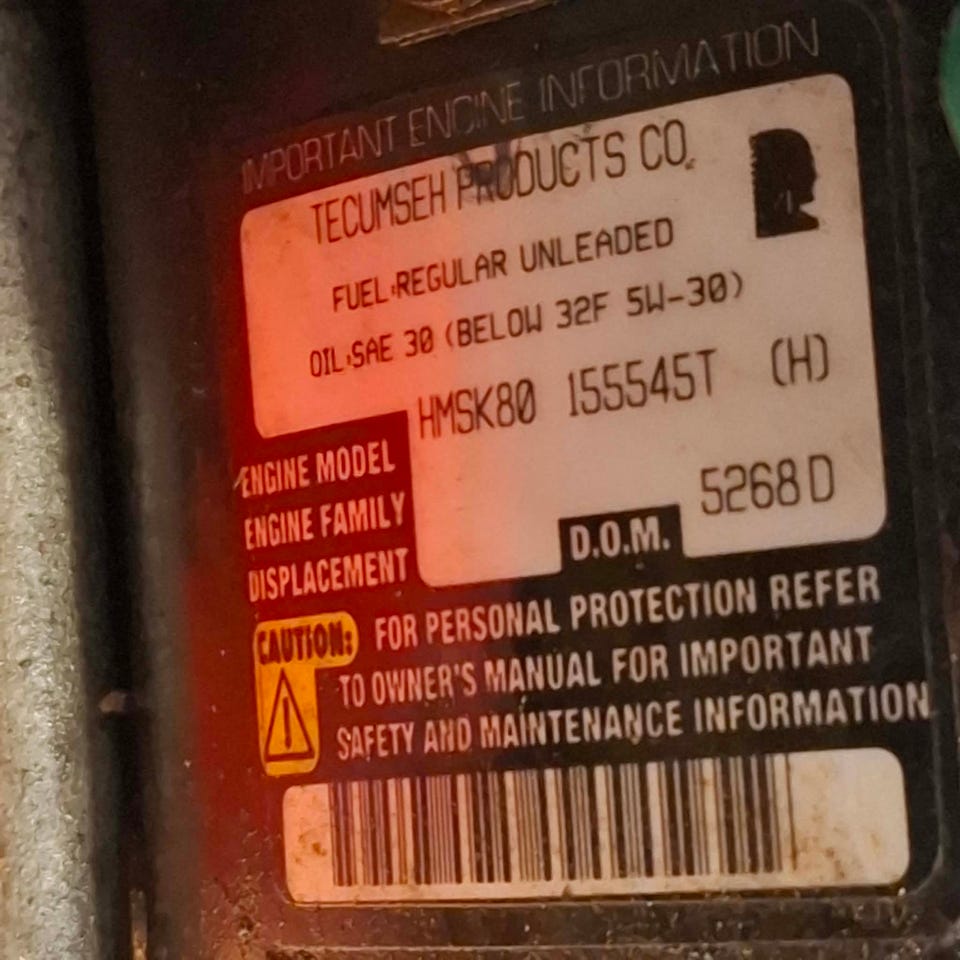 IMPORTANT ENGINE INFORMATION
TECUMSEH PRODUCTS CO.
FUEL:REGULAR UNLEADED
OIL:SAE 30 (BELOW 32F 5W-30)
HMSK80 155545T (H)
ENGINE MODEL
ENGINE FAMILY
DISPLACEMENT
5268D
D.O.M.
CAUTION: FOR PERSONAL PROTECTION REFER
TO OWNER'S MANUAL FOR IMPORTANT
SAFETY AND MAINTENANCE INFORMATION